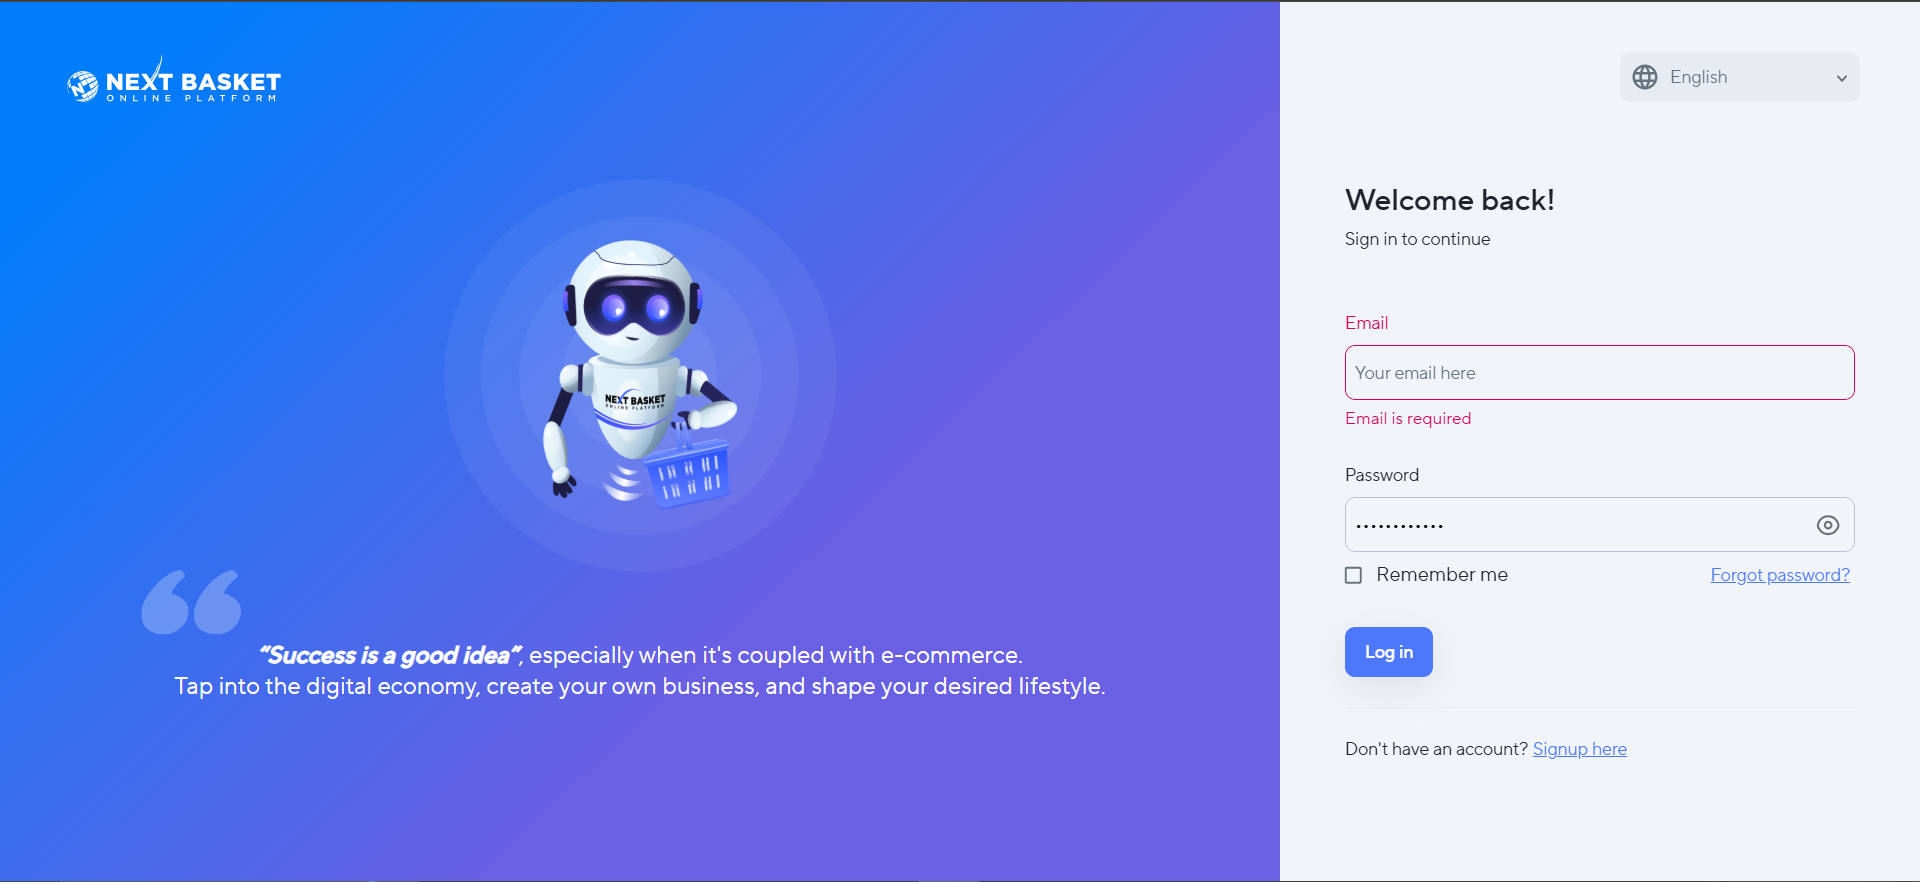 NEXT BASKET
ONLINE PLATFORM
English
NEXT BASKET
ONLINE PLATFORM
“Success is a good idea”, especially when it's coupled with e-commerce.
Tap into the digital economy, create your own business, and shape your desired lifestyle.
Welcome back!
Sign in to continue
Email
Your email here
Email is required
Password
Remember me
Forgot password?
Log in
Don't have an account? Signup here